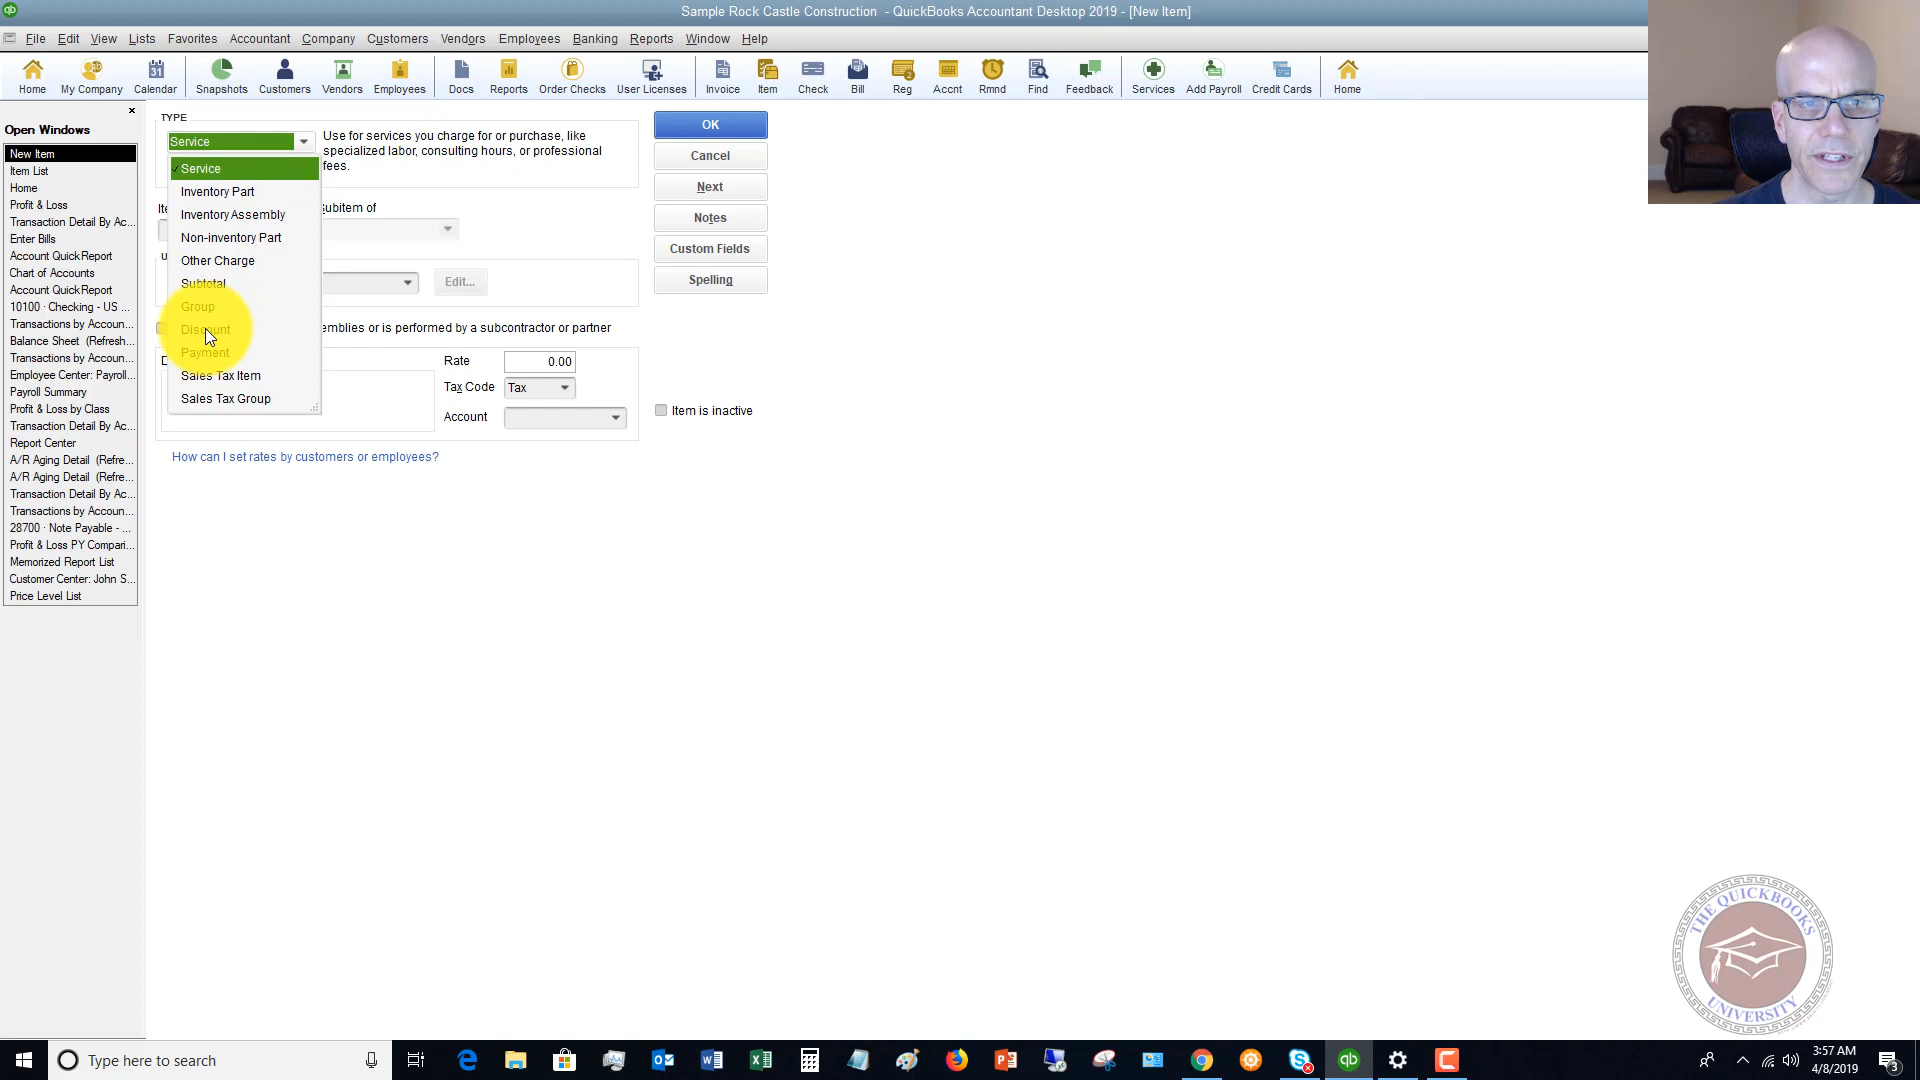 Sample Rock Castle Construction - QuickBooks Accountant Desktop 2019 - [New Item]
File Edit View Lists Favorites Accountant Company Customers Vendors Employees Banking Reports Window Help
Home My Company Calendar Snapshots Customers Vendors Employees Docs Reports Order Checks User Licenses Invoice Item Check Bill Reg Accnt Rmnd Find Feedback Services Add Payroll Credit Cards Home
Open Windows
New Item
Item List
Home
Profit & Loss
Transaction Detail By Ac...
Enter Bills
Account QuickReport
Chart of Accounts
Account QuickReport
10100 · Checking - US ...
Transactions by Accoun...
Balance Sheet (Refresh...
Transactions by Accoun...
Employee Center: Payroll...
Payroll Summary
Profit & Loss by Class
Transaction Detail By Ac...
Report Center
A/R Aging Detail (Refre...
A/R Aging Detail (Refre...
Transaction Detail By Ac...
Transactions by Accoun...
28700 · Note Payable - ...
Profit & Loss PY Compari...
Memorized Report List
Customer Center: John S...
Price Level List
TYPE
Service
Use for services you charge for or purchase, like
specialized labor, consulting hours, or professional
fees.
Service
Inventory Part
Inventory Assembly
Non-inventory Part
Other Charge
Subtotal
Group
Discount
Payment
Sales Tax Item
Sales Tax Group
Subitem of
Edit...
emblies or is performed by a subcontractor or partner
Rate 0.00
Tax Code Tax
Account
How can I set rates by customers or employees?
OK
Cancel
Next
Notes
Custom Fields
Spelling
Item is inactive
THE QUICKBOOKS
UNIVERSITY
Type here to search
3:57 AM
4/8/2019
3